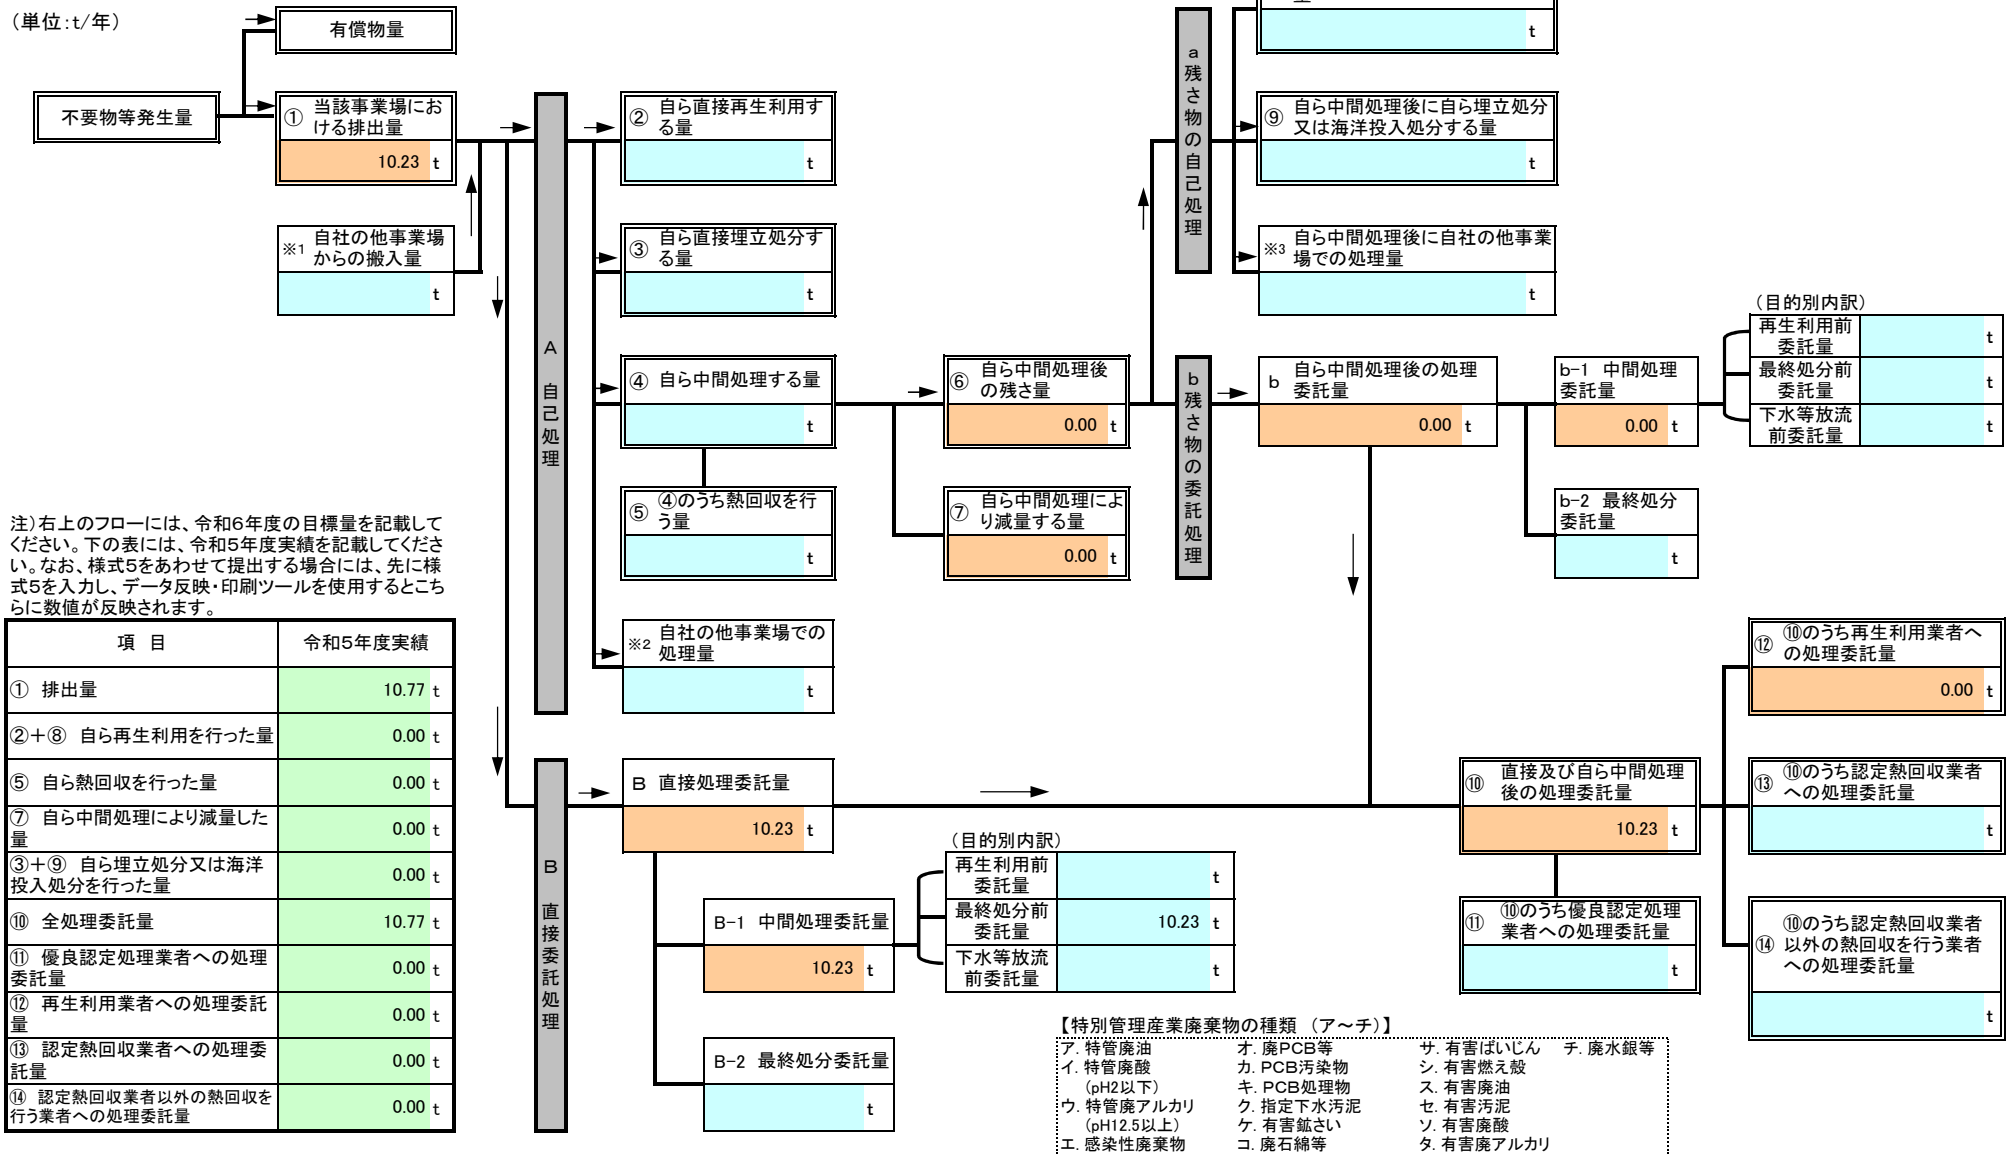 （単位:t/年）
有償物量
不要物等発生量
① 当該事業場にお
ける排出量
10.23 t
※1 自社の他事業場
からの搬入量
t
A 自己処理
② 自ら直接再生利用す
る量
t
③ 自ら直接埋立処分す
る量
t
④ 自ら中間処理する量
t
⑤ ④のうち熱回収を行
う量
t
※2 自社の他事業場での
処理量
t
⑥ 自ら中間処理後
の残さ量
0.00 t
⑦ 自ら中間処理によ
り減量する量
0.00 t
a 残さ物の自己処理
t
⑨ 自ら中間処理後に自ら埋立処分
又は海洋投入処分する量
t
※3 自ら中間処理後に自社の他事業
場での処理量
t
b 残さ物の委託処理
b 自ら中間処理後の処理
委託量
0.00 t
b-1 中間処理
委託量
0.00 t
b-2 最終処分
委託量
t
（目的別内訳）
再生利用前
委託量
t
最終処分前
委託量
t
下水等放流
前委託量
t
注）右上のフローには、令和6年度の目標量を記載して
ください。下の表には、令和5年度実績を記載してくださ
い。なお、様式5をあわせて提出する場合には、先に様
式5を入力し、データ反映・印刷ツールを使用するとこち
らに数値が反映されます。
項 目 令和5年度実績
① 排出量 10.77 t
②＋⑧ 自ら再生利用を行った量 0.00 t
⑤ 自ら熱回収を行った量 0.00 t
⑦ 自ら中間処理により減量した
量 0.00 t
③＋⑨ 自ら埋立処分又は海洋
投入処分を行った量 0.00 t
⑩ 全処理委託量 10.77 t
⑪ 優良認定処理業者への処理
委託量 0.00 t
⑫ 再生利用業者への処理委託
量 0.00 t
⑬ 認定熱回収業者への処理委
託量 0.00 t
⑭ 認定熱回収業者以外の熱回収を
行う業者への処理委託量 0.00 t
B 直接委託処理
B 直接処理委託量
10.23 t
B-1 中間処理委託量
10.23 t
B-2 最終処分委託量
t
（目的別内訳）
再生利用前
委託量
t
最終処分前
委託量
10.23 t
下水等放流
前委託量
t
⑩ 直接及び自ら中間処理
後の処理委託量
10.23 t
⑪ ⑩のうち優良認定処理
業者への処理委託量
t
⑫ ⑩のうち再生利用業者へ
の処理委託量
0.00 t
⑬ ⑩のうち認定熱回収業者
への処理委託量
t
⑭ ⑩のうち認定熱回収業者
以外の熱回収を行う業者
への処理委託量
t
【特別管理産業廃棄物の種類 （ア～チ）】
ア. 特管廃油 オ. 廃PCB等 サ. 有害ばいじん チ. 廃水銀等
イ. 特管廃酸 カ. PCB汚染物 シ. 有害燃え殻
（pH2以下） キ. PCB処理物 ス. 有害廃油
ウ. 特管廃アルカリ ク. 指定下水汚泥 セ. 有害汚泥
（pH12.5以上） ケ. 有害鉱さい ソ. 有害廃酸
エ. 感染性廃棄物 コ. 廃石綿等 タ. 有害廃アルカリ